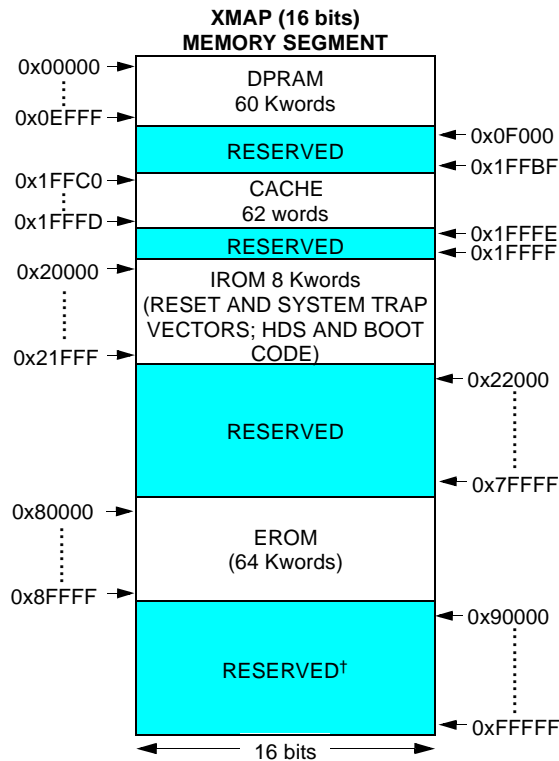 XMAP (16 bits)
MEMORY SEGMENT
0x00000
DPRAM
60 Kwords
0x0EFFF
0x0F000
RESERVED
0x1FFBF
0x1FFC0
CACHE
62 words
0x1FFFD
0x1FFFE
RESERVED
0x1FFFF
0x20000
IROM 8 Kwords
(RESET AND SYSTEM TRAP
VECTORS; HDS AND BOOT
CODE)
0x21FFF
0x22000
RESERVED
0x7FFFF
0x80000
EROM
(64 Kwords)
0x8FFFF
0x90000
RESERVED†
0xFFFFF
16 bits